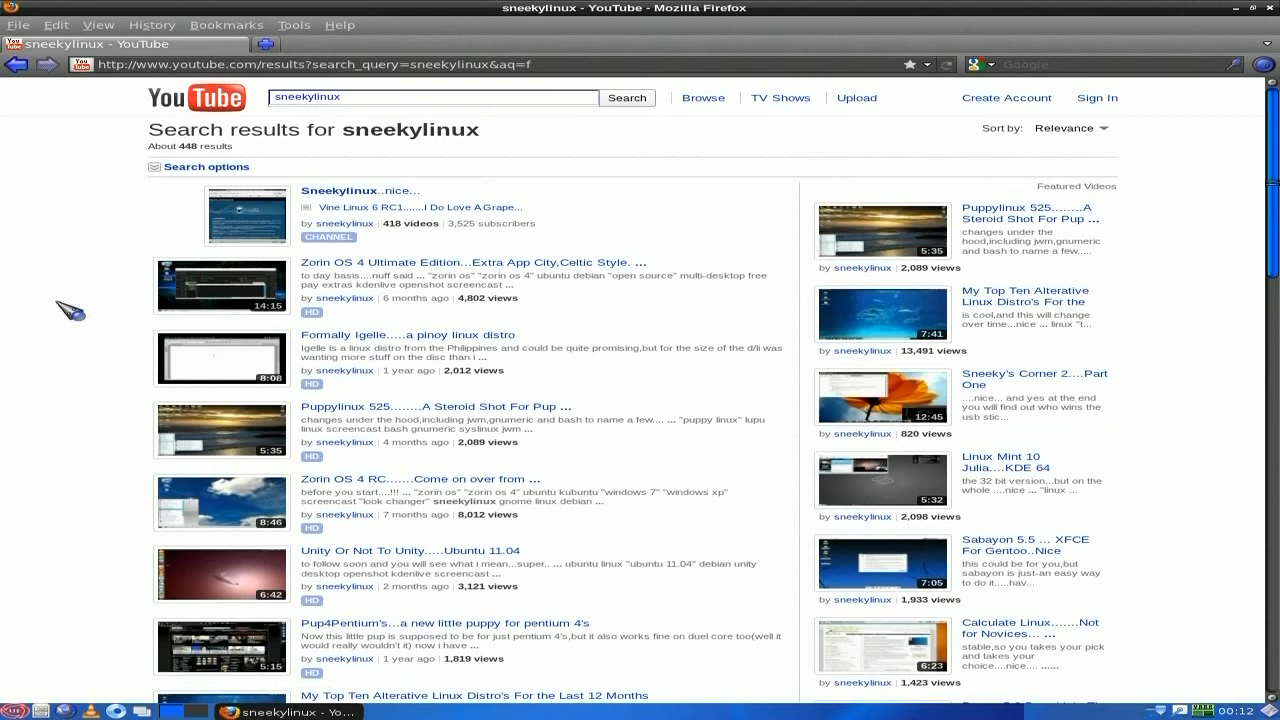 sneekylinux - YouTube - Mozilla Firefox
File Edit View History Bookmarks Tools Help
sneekylinux - YouTube
http://www.youtube.com/results?search_query=sneekylinux&aq=f
Google
YouTube
sneekylinux
Search
Browse
TV Shows
Upload
Create Account
Sign In
Search results for sneekylinux
About 448 results
Sort by: Relevance
Search options
Sneekylinux..nice...
Vine Linux 6 RC1.......I Do Love A Grape...
by sneekylinux | 418 videos | 3,525 subscribers
CHANNEL
Zorin OS 4 Ultimate Edition...Extra App City,Celtic Style. ...
to day basis....nuff said ... "zorin os" "zorin os 4" ubuntu debian "open source" multi-desktop free
pay extras kdenlive openshot screencast ...
14:15
by sneekylinux | 6 months ago | 4,802 views
HD
Formally Igelle.....a pinoy linux distro
Igelle is a linux distro from the Philippines and could be quite promising,but for the size of the d/li was
wanting more stuff on the disc than i ...
8:08
by sneekylinux | 1 year ago | 2,012 views
HD
Puppylinux 525........A Steroid Shot For Pup ...
changes under the hood,including jwm,gnumeric and bash to name a few.... ... "puppy linux" lupu
linux screencast bash gnumeric syslinux jwm ...
5:35
by sneekylinux | 4 months ago | 2,089 views
HD
Zorin OS 4 RC.......Come on over from ...
before you start....!!! ... "zorin os" "zorin os 4" ubuntu kubuntu "windows 7" "windows xp"
screencast "look changer" sneekylinux gnome linux debian ...
8:46
by sneekylinux | 7 months ago | 8,012 views
HD
Unity Or Not To Unity.....Ubuntu 11.04
to follow soon and you will see what i mean...super.. ... ubuntu linux "ubuntu 11.04" debian unity
desktop openshot kdenlive screencast ...
6:42
by sneekylinux | 2 months ago | 3,121 views
HD
Pup4Pentium's...a new little puppy for pentium 4's
Now this little pup is supposed to be for just pentium 4's,but it also works on on duel core too(well it
would really wouldn't it) now i have ...
5:15
by sneekylinux | 1 year ago | 1,819 views
HD
My Top Ten Alternative Linux Distro's For the Last 12 Months
Featured Videos
Puppylinux 525........A
Steroid Shot For Pup ...
changes under the
hood,including jwm,gnumeric
and bash to name a few.....
5:35
by sneekylinux 2,089 views
My Top Ten Alternative
Linux Distro's For the
is cool,and this will change
over time...nice ... linux "t...
7:41
by sneekylinux 13,491 views
Sneeky's Corner 2....Part
One
....nice... and yes at the end
you will find out who wins the
usb stic...
12:45
by sneekylinux 820 views
Linux Mint 10
Julia....KDE 64
the 32 bit version...but on the
whole ....nice ... "linux ...
5:32
by sneekylinux 2,098 views
Sabayon 5.5 ... XFCE
For Gentoo..Nice
this could be for you,but
sabayon is just-an easy way
to do it.....hav...
7:05
by sneekylinux 1,933 views
Calculate Linux.......Not
for Novices....
stable,so you takes your pick
and takes your
choice....nice.... ......
6:23
by sneekylinux 1,423 views
sneekylinux - Yo...
00:12